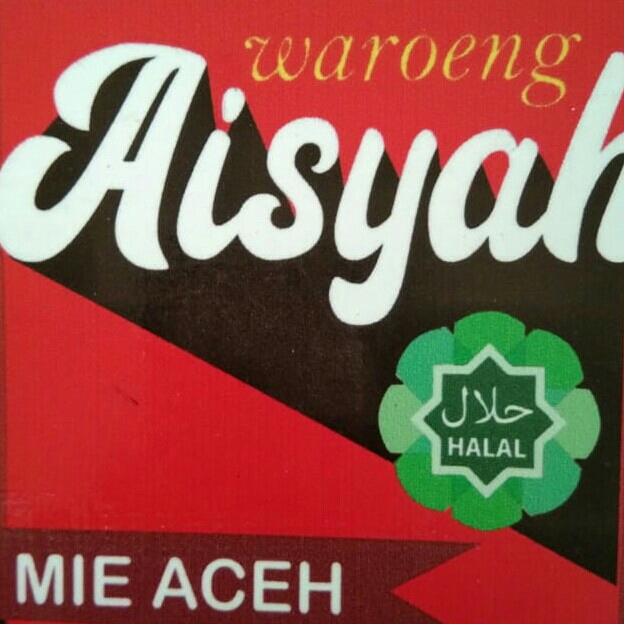 waroeng
Aisyah
حلال
HALAL
MIE ACEH